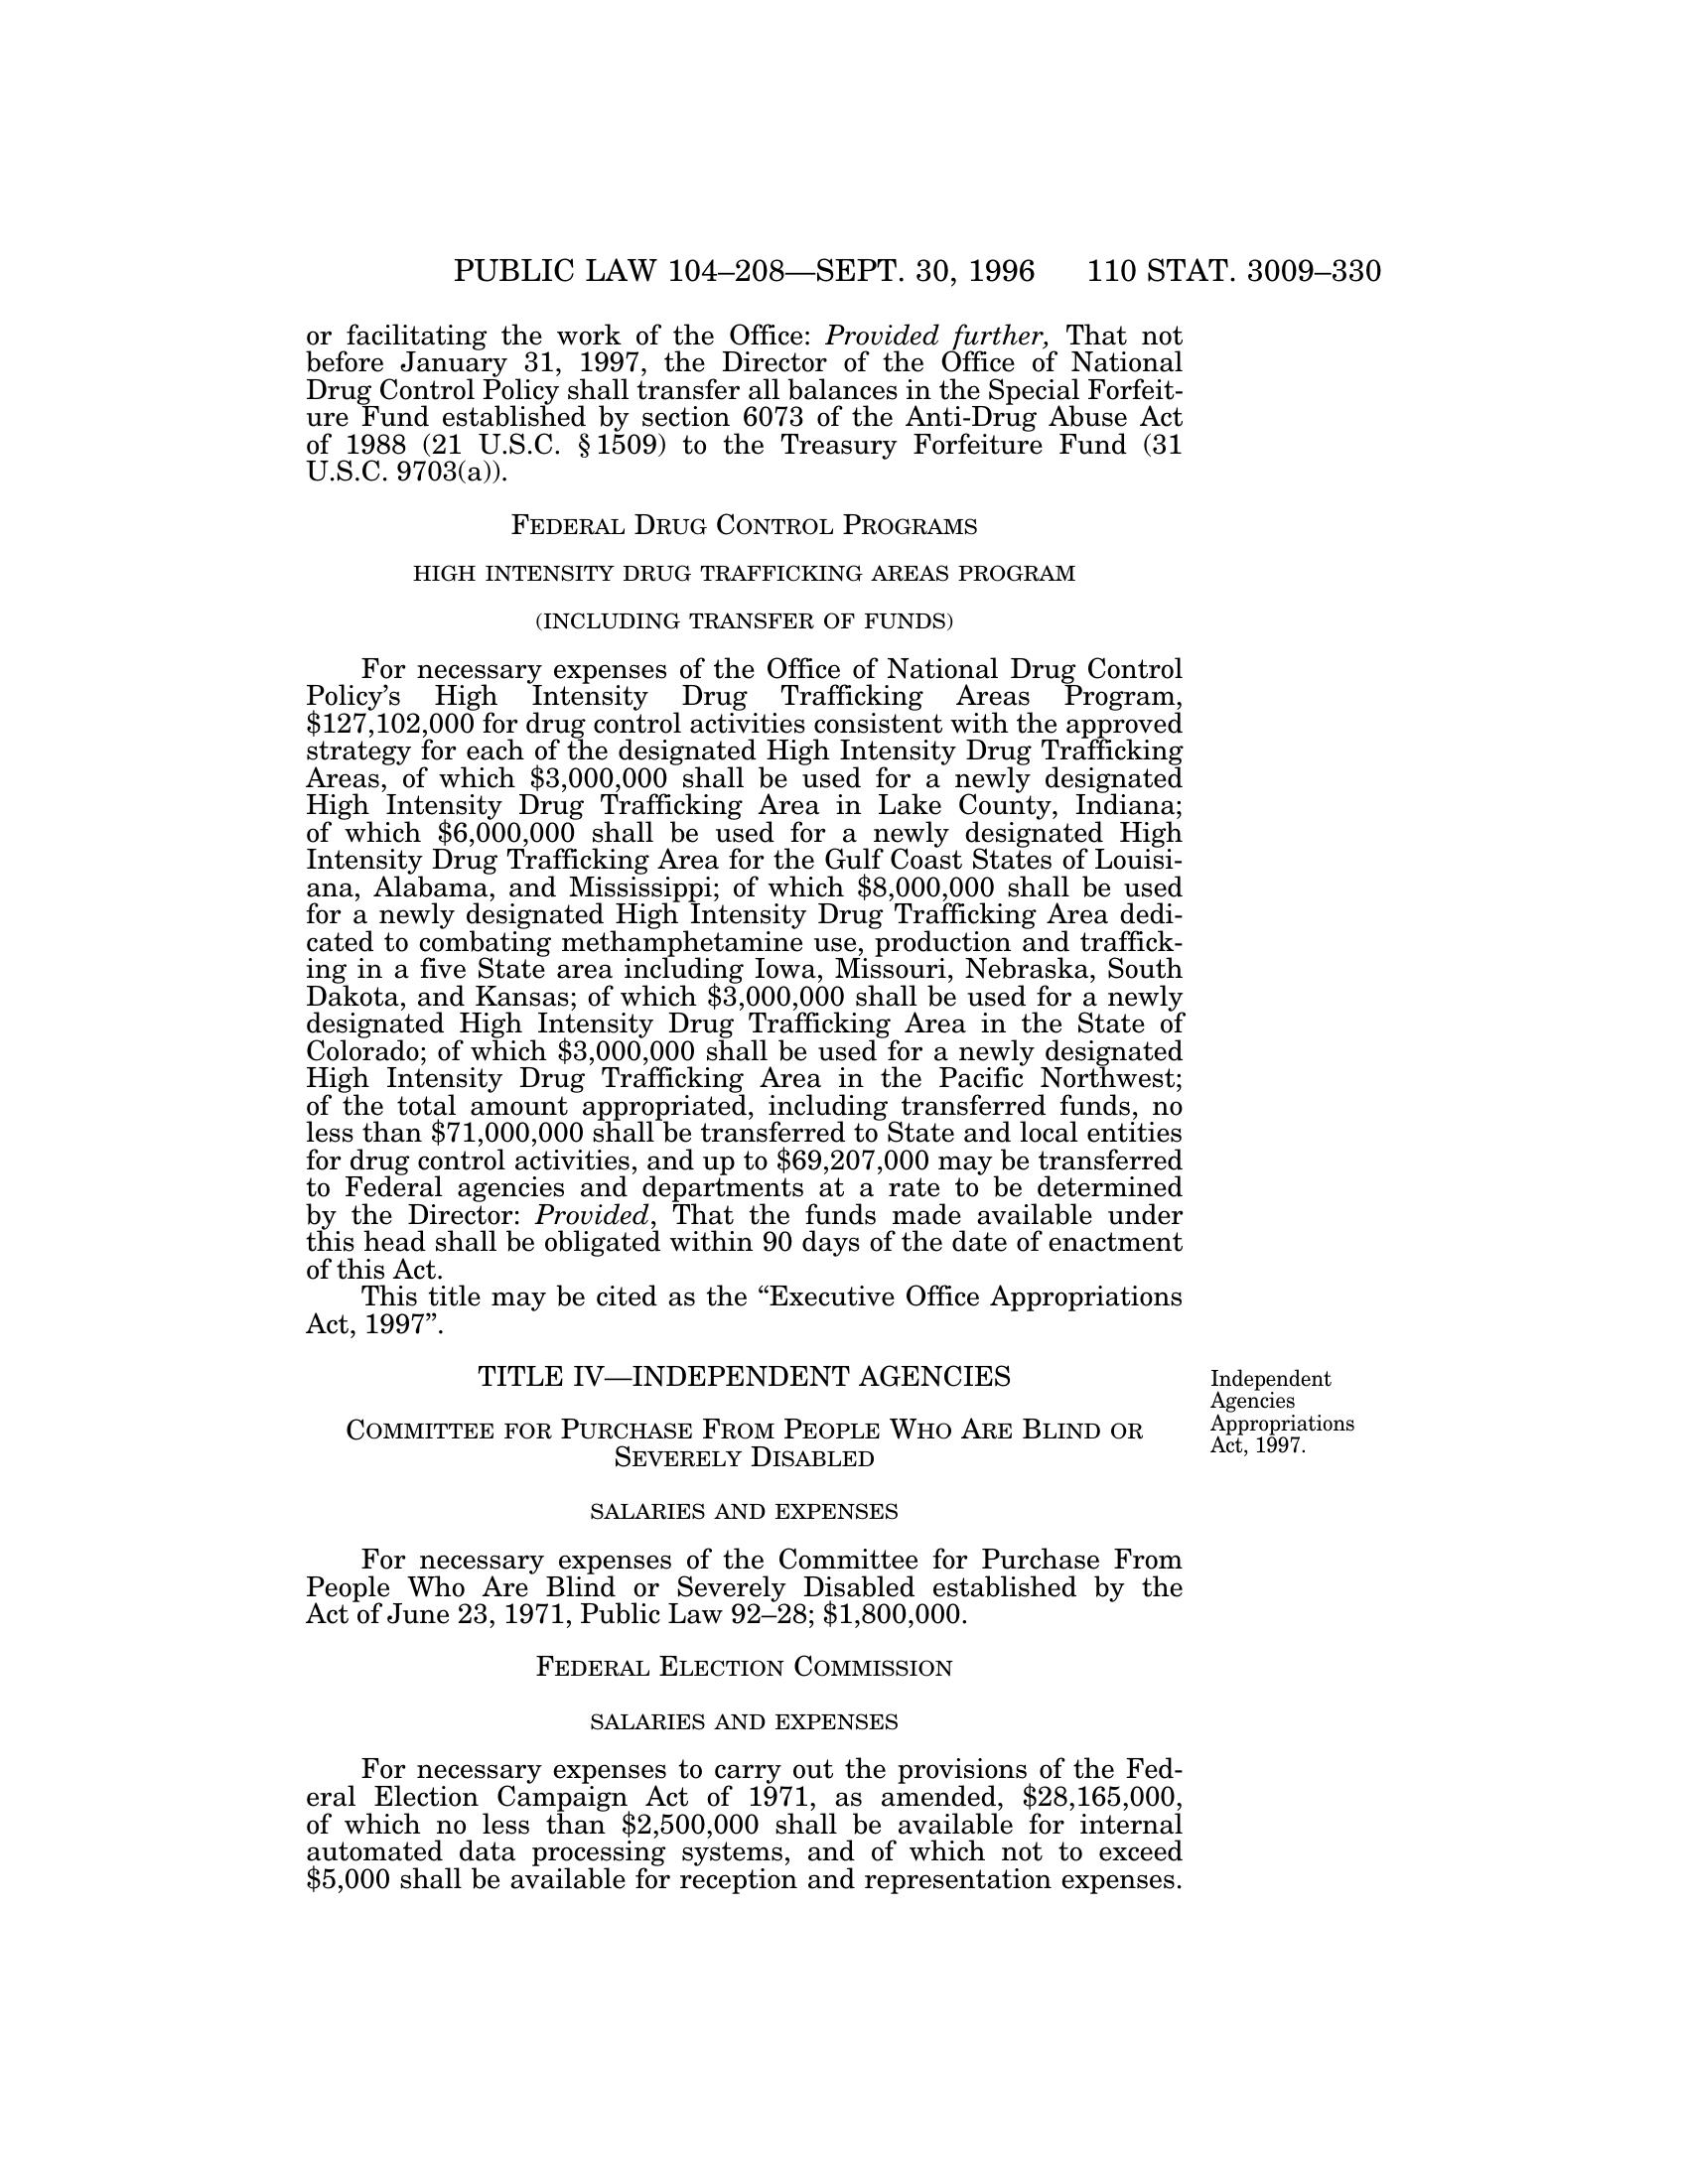 PUBLIC LAW 104–208—SEPT. 30, 1996 110 STAT. 3009–330
or facilitating the work of the Office: Provided further, That not
before January 31, 1997, the Director of the Office of National
Drug Control Policy shall transfer all balances in the Special Forfeit-
ure Fund established by section 6073 of the Anti-Drug Abuse Act
of 1988 (21 U.S.C. § 1509) to the Treasury Forfeiture Fund (31
U.S.C. 9703(a)).
FEDERAL DRUG CONTROL PROGRAMS
HIGH INTENSITY DRUG TRAFFICKING AREAS PROGRAM
(INCLUDING TRANSFER OF FUNDS)
For necessary expenses of the Office of National Drug Control
Policy’s High Intensity Drug Trafficking Areas Program,
$127,102,000 for drug control activities consistent with the approved
strategy for each of the designated High Intensity Drug Trafficking
Areas, of which $3,000,000 shall be used for a newly designated
High Intensity Drug Trafficking Area in Lake County, Indiana;
of which $6,000,000 shall be used for a newly designated High
Intensity Drug Trafficking Area for the Gulf Coast States of Louisi-
ana, Alabama, and Mississippi; of which $8,000,000 shall be used
for a newly designated High Intensity Drug Trafficking Area dedi-
cated to combating methamphetamine use, production and traffick-
ing in a five State area including Iowa, Missouri, Nebraska, South
Dakota, and Kansas; of which $3,000,000 shall be used for a newly
designated High Intensity Drug Trafficking Area in the State of
Colorado; of which $3,000,000 shall be used for a newly designated
High Intensity Drug Trafficking Area in the Pacific Northwest;
of the total amount appropriated, including transferred funds, no
less than $71,000,000 shall be transferred to State and local entities
for drug control activities, and up to $69,207,000 may be transferred
to Federal agencies and departments at a rate to be determined
by the Director: Provided, That the funds made available under
this head shall be obligated within 90 days of the date of enactment
of this Act.
This title may be cited as the “Executive Office Appropriations
Act, 1997”.
TITLE IV—INDEPENDENT AGENCIES
Independent
Agencies
Appropriations
Act, 1997.
COMMITTEE FOR PURCHASE FROM PEOPLE WHO ARE BLIND OR
SEVERELY DISABLED
SALARIES AND EXPENSES
For necessary expenses of the Committee for Purchase From
People Who Are Blind or Severely Disabled established by the
Act of June 23, 1971, Public Law 92–28; $1,800,000.
FEDERAL ELECTION COMMISSION
SALARIES AND EXPENSES
For necessary expenses to carry out the provisions of the Fed-
eral Election Campaign Act of 1971, as amended, $28,165,000,
of which no less than $2,500,000 shall be available for internal
automated data processing systems, and of which not to exceed
$5,000 shall be available for reception and representation expenses.